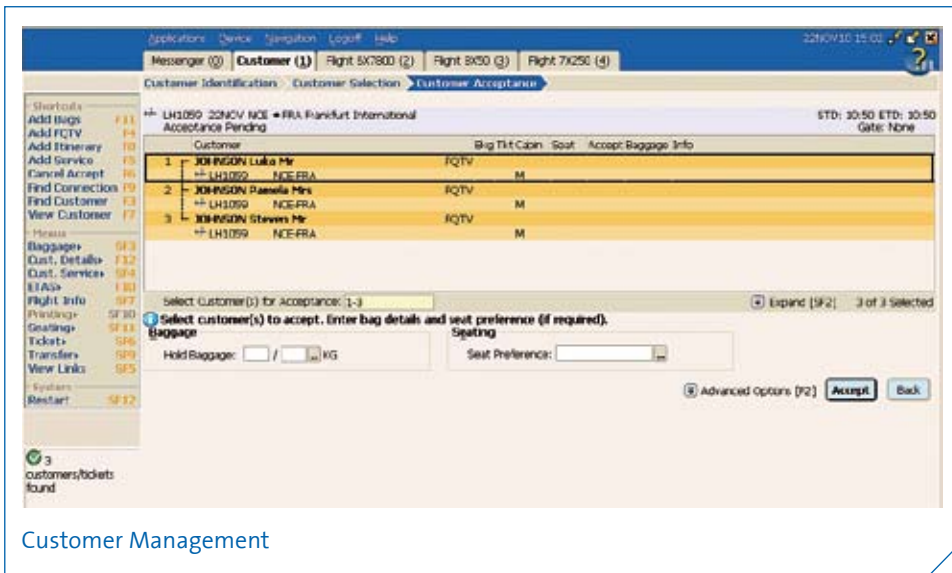 Applications Device Navigation Logoff Help 22NOV10 15:02
Messenger (0) Customer (1) Flight 5X7800 (2) Flight 8X50 (3) Flight 7X250 (4) ?
Customer Identification Customer Selection Customer Acceptance
Shortcuts
Add Bags F11
Add FQTV F4
Add Itinerary F8
Add Service F5
Cancel Accept F6
Find Connection F9
Find Customer F3
View Customer F7
Menus
Baggage SF3
Cust. Details F12
Cust. Services SF4
ETAS F10
Flight Info SF7
Printing SF10
Seating SF11
Tickets SF6
Transfers SF9
View Links SF5
System
Restart SF12
3
customers/tickets
found
LH1059 22NOV NCE FRA Frankfurt International STD: 10:50 ETD: 10:50
Acceptance Pending Gate: None
Customer Bkg Tkt Cabin Seat Accept Baggage Info
1 JOHNSON Luka Mr FQTV
LH1059 NCE-FRA M
2 JOHNSON Pamela Mrs FQTV
LH1059 NCE-FRA M
3 JOHNSON Steven Mr FQTV
LH1059 NCE-FRA M
Select Customer(s) for Acceptance: 1-3 Expand [SF2] 3 of 3 Selected
Select customer(s) to accept. Enter bag details and seat preference (if required).
Baggage Seating
Hold Baggage: / ... KG Seat Preference: ...
Advanced Options [F2] Accept Back
Customer Management